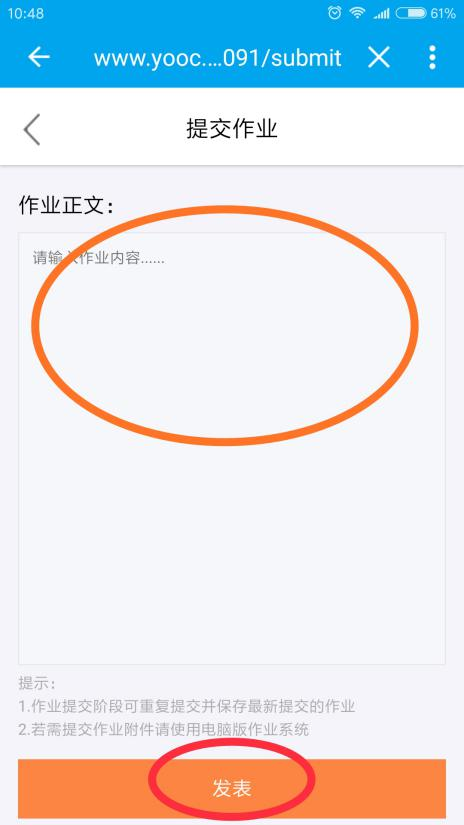 10:48
61%
www.yooc....091/submit
提交作业
作业正文：
请输入作业内容......
提示：
1.作业提交阶段可重复提交并保存最新提交的作业
2.若需提交作业附件请使用电脑版作业系统
发表